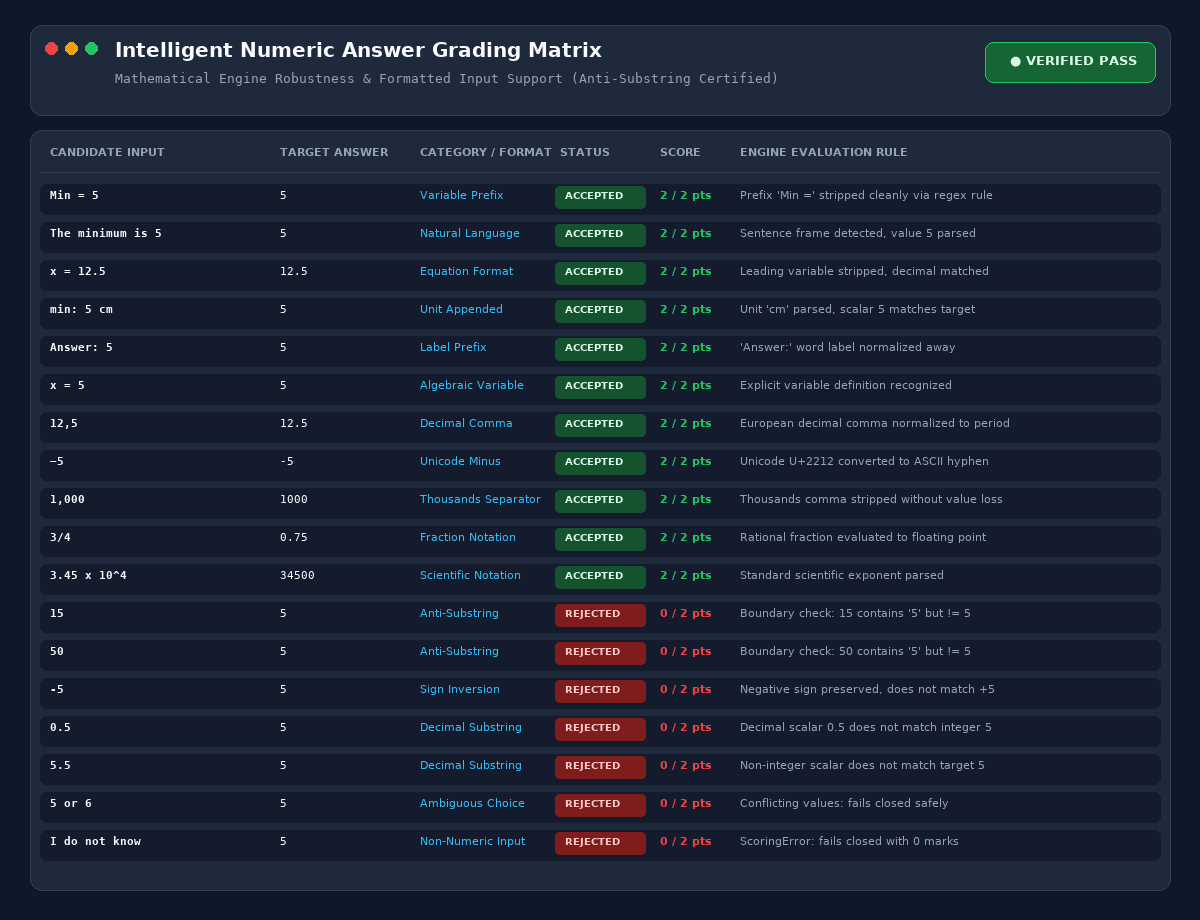 Intelligent Numeric Answer Grading Matrix
Mathematical Engine Robustness & Formatted Input Support (Anti-Substring Certified)
● VERIFIED PASS
CANDIDATE INPUT TARGET ANSWER CATEGORY / FORMAT STATUS SCORE ENGINE EVALUATION RULE
Min = 5 5 Variable Prefix ACCEPTED 2 / 2 pts Prefix 'Min =' stripped cleanly via regex rule
The minimum is 5 5 Natural Language ACCEPTED 2 / 2 pts Sentence frame detected, value 5 parsed
x = 12.5 12.5 Equation Format ACCEPTED 2 / 2 pts Leading variable stripped, decimal matched
min: 5 cm 5 Unit Appended ACCEPTED 2 / 2 pts Unit 'cm' parsed, scalar 5 matches target
Answer: 5 5 Label Prefix ACCEPTED 2 / 2 pts 'Answer:' word label normalized away
x = 5 5 Algebraic Variable ACCEPTED 2 / 2 pts Explicit variable definition recognized
12,5 12.5 Decimal Comma ACCEPTED 2 / 2 pts European decimal comma normalized to period
−5 -5 Unicode Minus ACCEPTED 2 / 2 pts Unicode U+2212 converted to ASCII hyphen
1,000 1000 Thousands Separator ACCEPTED 2 / 2 pts Thousands comma stripped without value loss
3/4 0.75 Fraction Notation ACCEPTED 2 / 2 pts Rational fraction evaluated to floating point
3.45 x 10^4 34500 Scientific Notation ACCEPTED 2 / 2 pts Standard scientific exponent parsed
15 5 Anti-Substring REJECTED 0 / 2 pts Boundary check: 15 contains '5' but != 5
50 5 Anti-Substring REJECTED 0 / 2 pts Boundary check: 50 contains '5' but != 5
-5 5 Sign Inversion REJECTED 0 / 2 pts Negative sign preserved, does not match +5
0.5 5 Decimal Substring REJECTED 0 / 2 pts Decimal scalar 0.5 does not match integer 5
5.5 5 Decimal Substring REJECTED 0 / 2 pts Non-integer scalar does not match target 5
5 or 6 5 Ambiguous Choice REJECTED 0 / 2 pts Conflicting values: fails closed safely
I do not know 5 Non-Numeric Input REJECTED 0 / 2 pts ScoringError: fails closed with 0 marks